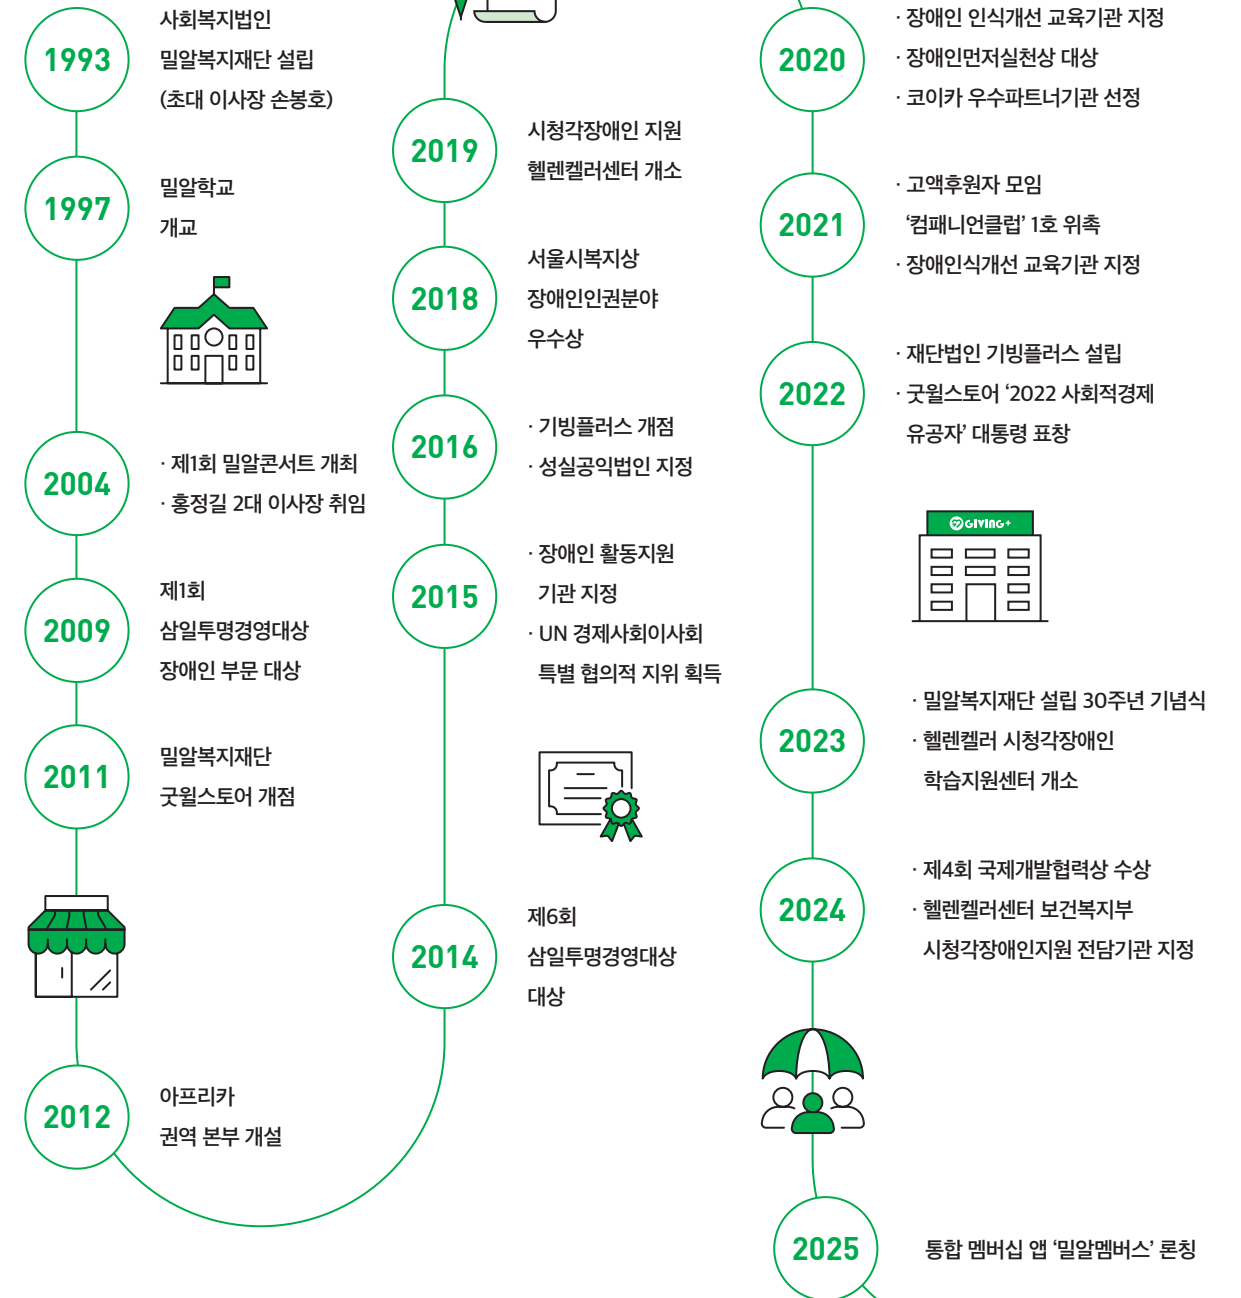 1993
사회복지법인
밀알복지재단 설립
(초대 이사장 손봉호)
1997
밀알학교
개교
2004
· 제1회 밀알콘서트 개최
· 홍정길 2대 이사장 취임
2009
제1회
삼일투명경영대상
장애인 부문 대상
2011
밀알복지재단
굿윌스토어 개점
2012
아프리카
권역 본부 개설
2014
제6회
삼일투명경영대상
대상
2015
· 장애인 활동지원
기관 지정
· UN 경제사회이사회
특별 협의적 지위 획득
2016
· 기빙플러스 개점
· 성실공익법인 지정
2018
서울시복지상
장애인인권분야
우수상
2019
시청각장애인 지원
헬렌켈러센터 개소
2020
· 장애인 인식개선 교육기관 지정
· 장애인먼저실천상 대상
· 코이카 우수파트너기관 선정
2021
· 고액후원자 모임
‘컴패니언클럽’ 1호 위촉
· 장애인식개선 교육기관 지정
2022
· 재단법인 기빙플러스 설립
· 굿윌스토어 ‘2022 사회적경제
유공자’ 대통령 표창
GIVING+
2023
· 밀알복지재단 설립 30주년 기념식
· 헬렌켈러 시청각장애인
학습지원센터 개소
2024
· 제4회 국제개발협력상 수상
· 헬렌켈러센터 보건복지부
시청각장애인지원 전담기관 지정
2025
통합 멤버십 앱 ‘밀알멤버스’ 론칭